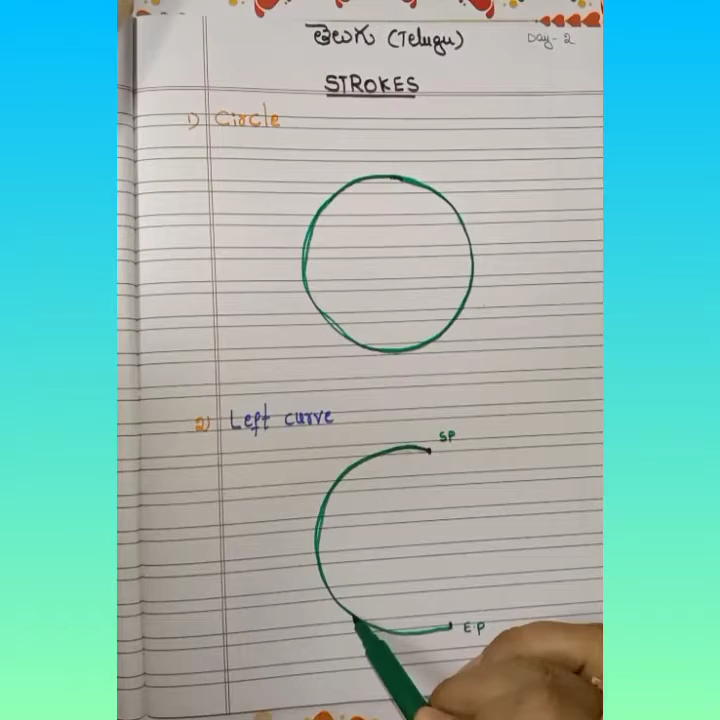 తెలుగు (Telugu)
Day - 2
STROKES
1) Circle
2) Left curve
SP
E.P